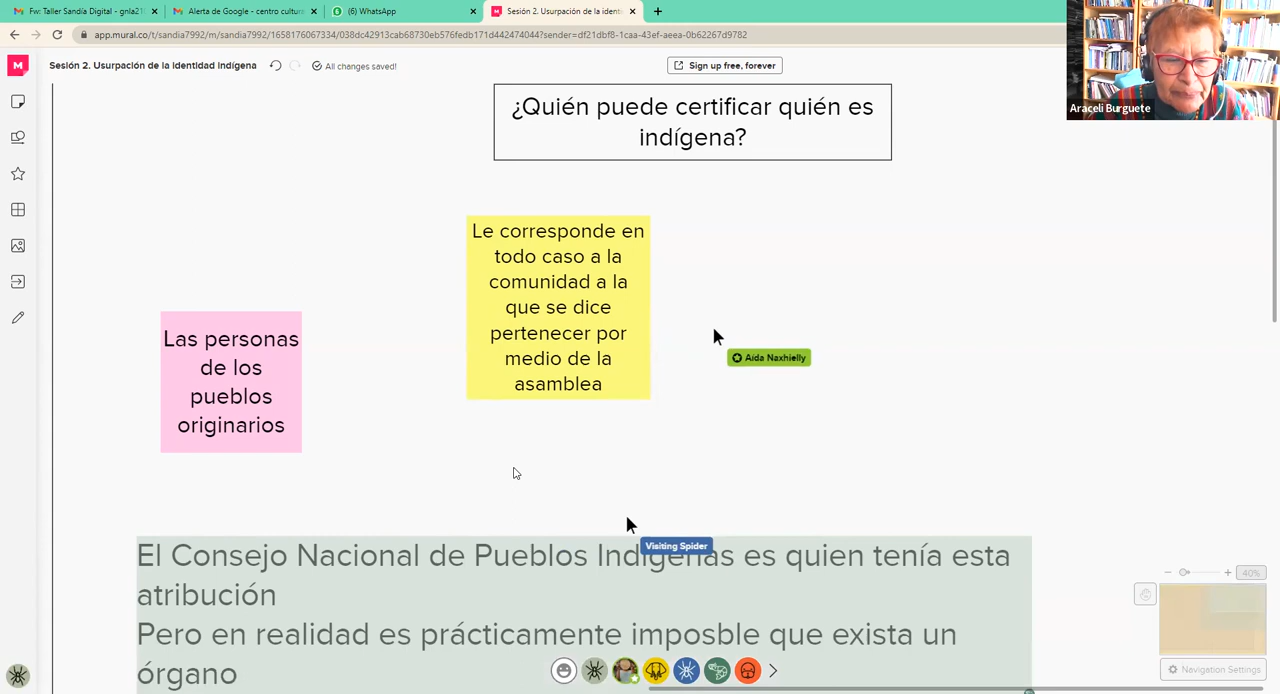 Fw: Taller Sandía Digital - gnla21
Alerta de Google - centro cultura
(6) WhatsApp
Sesión 2. Usurpación de la identi
app.mural.co/t/sandia7992/m/sandia7992/1658176067334/038dc42913cab68730eb576fedb171d442474044?sender=df21dbf8-1caa-43ef-aeea-0b62267d9782
M
Sesión 2. Usurpación de la identidad indígena
All changes saved!
Sign up free, forever
Araceli Burguete
¿Quién puede certificar quién es
indígena?
Le corresponde en
todo caso a la
comunidad a la
que se dice
pertenecer por
medio de la
asamblea
Las personas
de los
pueblos
originarios
Aída Naxhielly
Visiting Spider
El Consejo Nacional de Pueblos Indígenas es quien tenía esta
atribución
Pero en realidad es prácticamente imposble que exista un
órgano
40%
Navigation Settings